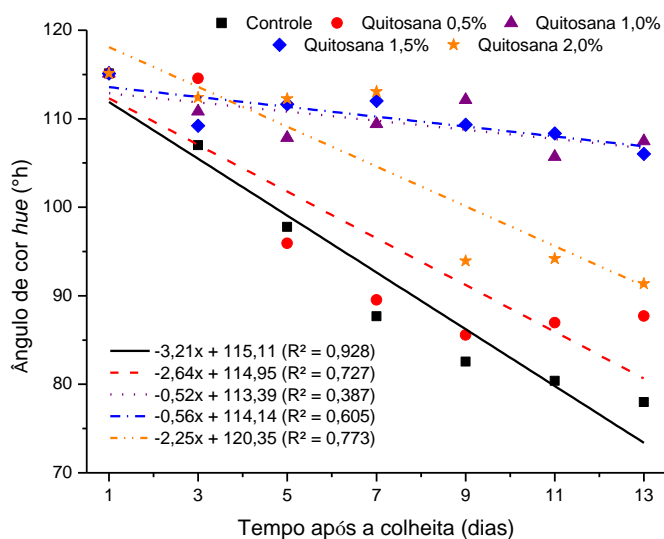 Controle Quitosana 0,5% Quitosana 1,0%
Quitosana 1,5% Quitosana 2,0%
120
110
100
90
80
70
Ângulo de cor hue (°h)
-3,21x + 115,11 (R² = 0,928)
-2,64x + 114,95 (R² = 0,727)
-0,52x + 113,39 (R² = 0,387)
-0,56x + 114,14 (R² = 0,605)
-2,25x + 120,35 (R² = 0,773)
1 3 5 7 9 11 13
Tempo após a colheita (dias)